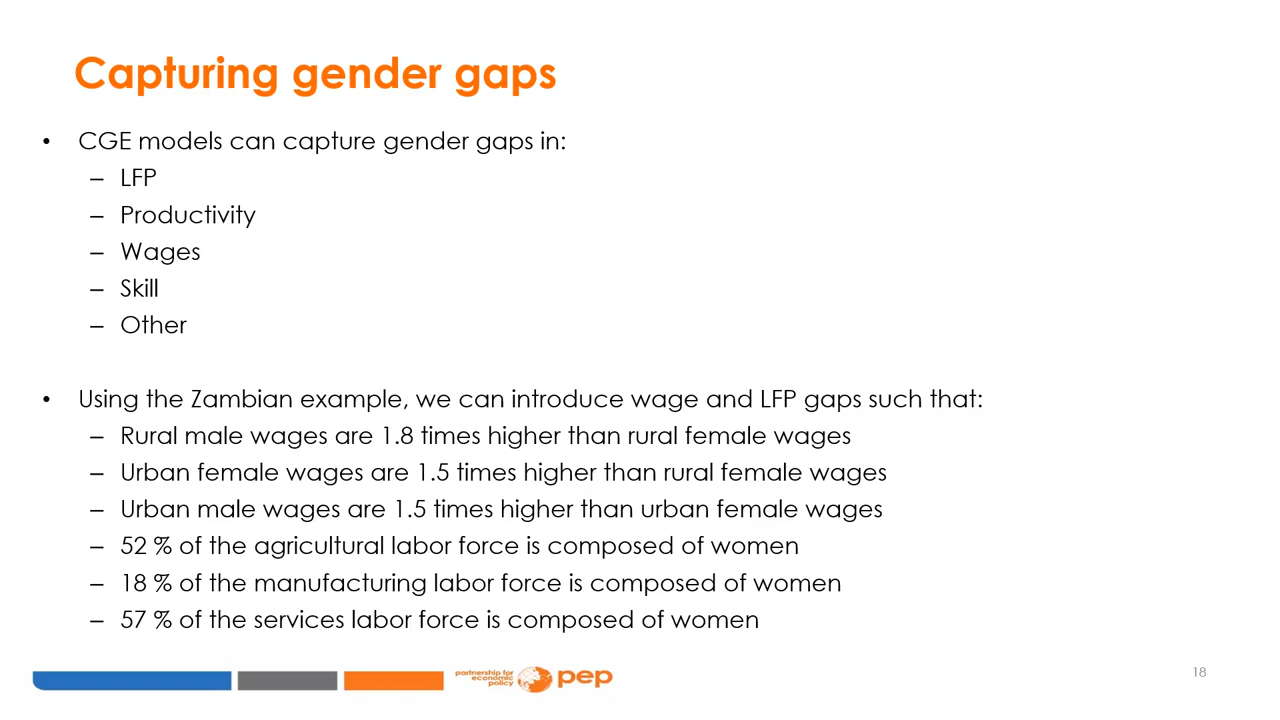 Capturing gender gaps
• CGE models can capture gender gaps in:
– LFP
– Productivity
– Wages
– Skill
– Other
• Using the Zambian example, we can introduce wage and LFP gaps such that:
– Rural male wages are 1.8 times higher than rural female wages
– Urban female wages are 1.5 times higher than rural female wages
– Urban male wages are 1.5 times higher than urban female wages
– 52 % of the agricultural labor force is composed of women
– 18 % of the manufacturing labor force is composed of women
– 57 % of the services labor force is composed of women
partnership for
economic
policy
pep
18